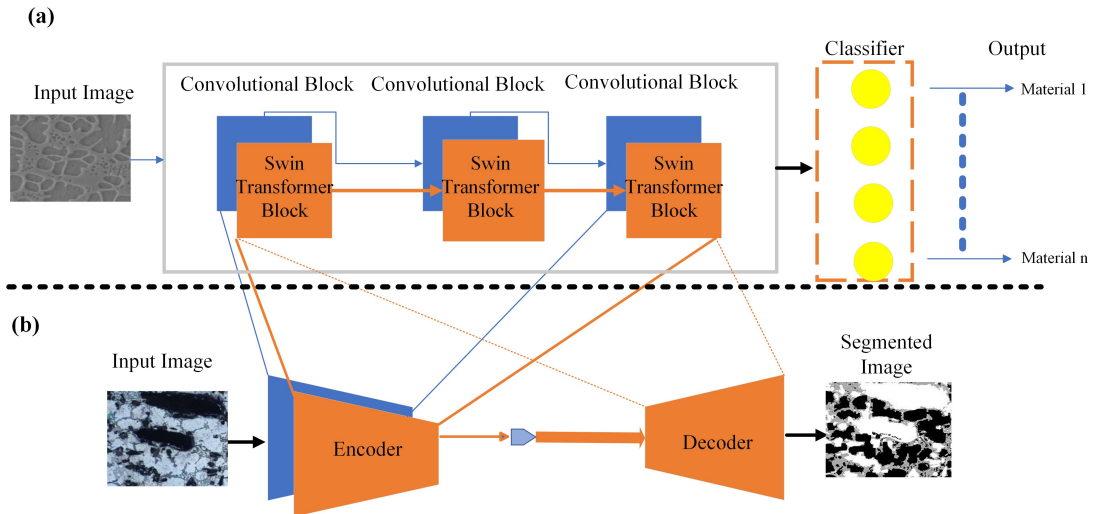 (a)
Classifier
Output
Convolutional Block
Convolutional Block
Convolutional Block
Input Image
Material 1
Swin
Transformer
Block
Swin
Transformer
Block
Swin
Transformer
Block
Material n
(b)
Input Image
Segmented
Image
Encoder
Decoder